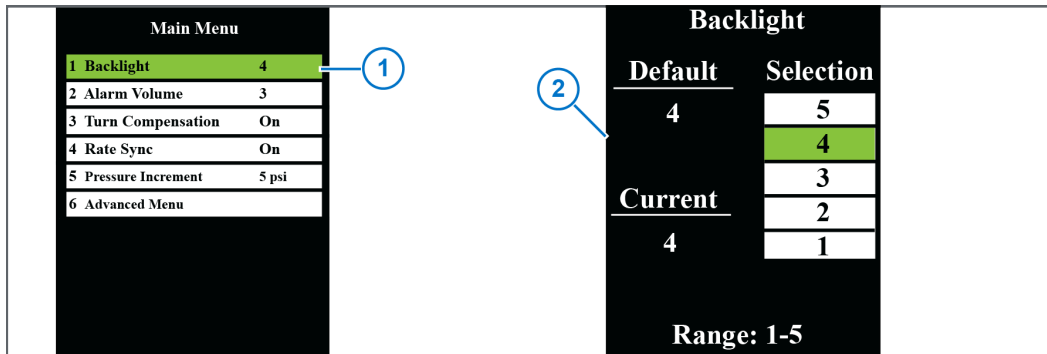 Main Menu
1 Backlight 4
2 Alarm Volume 3
3 Turn Compensation On
4 Rate Sync On
5 Pressure Increment 5 psi
6 Advanced Menu
1
Backlight
Default Selection
4
5
4
3
2
1
Current
4
Range: 1-5
2